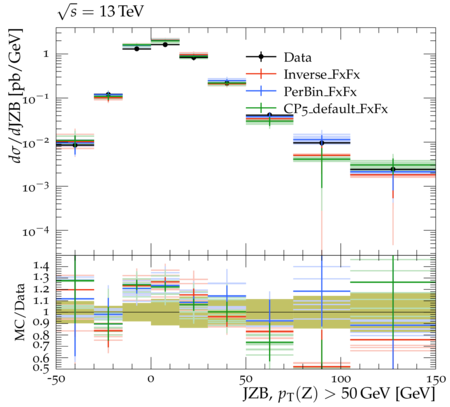 √s = 13 TeV
dσ/dJZB [pb/GeV]
1
10⁻¹
10⁻²
10⁻³
10⁻⁴
Data
Inverse_FxFx
PerBin_FxFx
CP5_default_FxFx
MC/Data
1.4
1.3
1.2
1.1
1
0.9
0.8
0.7
0.6
0.5
-50 0 50 100 150
JZB, p_T(Z) > 50 GeV [GeV]